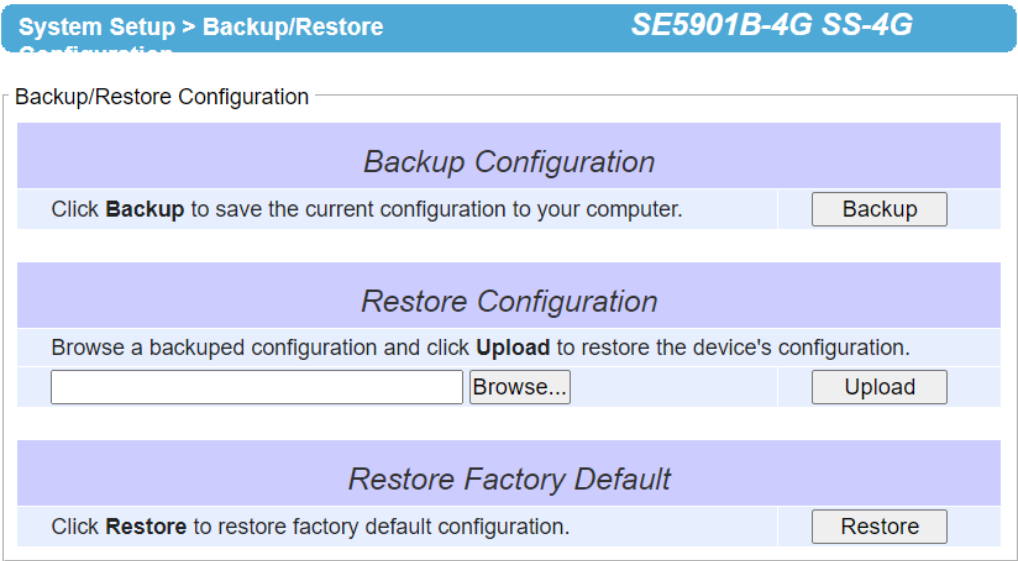 System Setup > Backup/Restore
Configuration
SE5901B-4G SS-4G
Backup/Restore Configuration
Backup Configuration
Click Backup to save the current configuration to your computer.
Backup
Restore Configuration
Browse a backuped configuration and click Upload to restore the device's configuration.
Browse...
Upload
Restore Factory Default
Click Restore to restore factory default configuration.
Restore